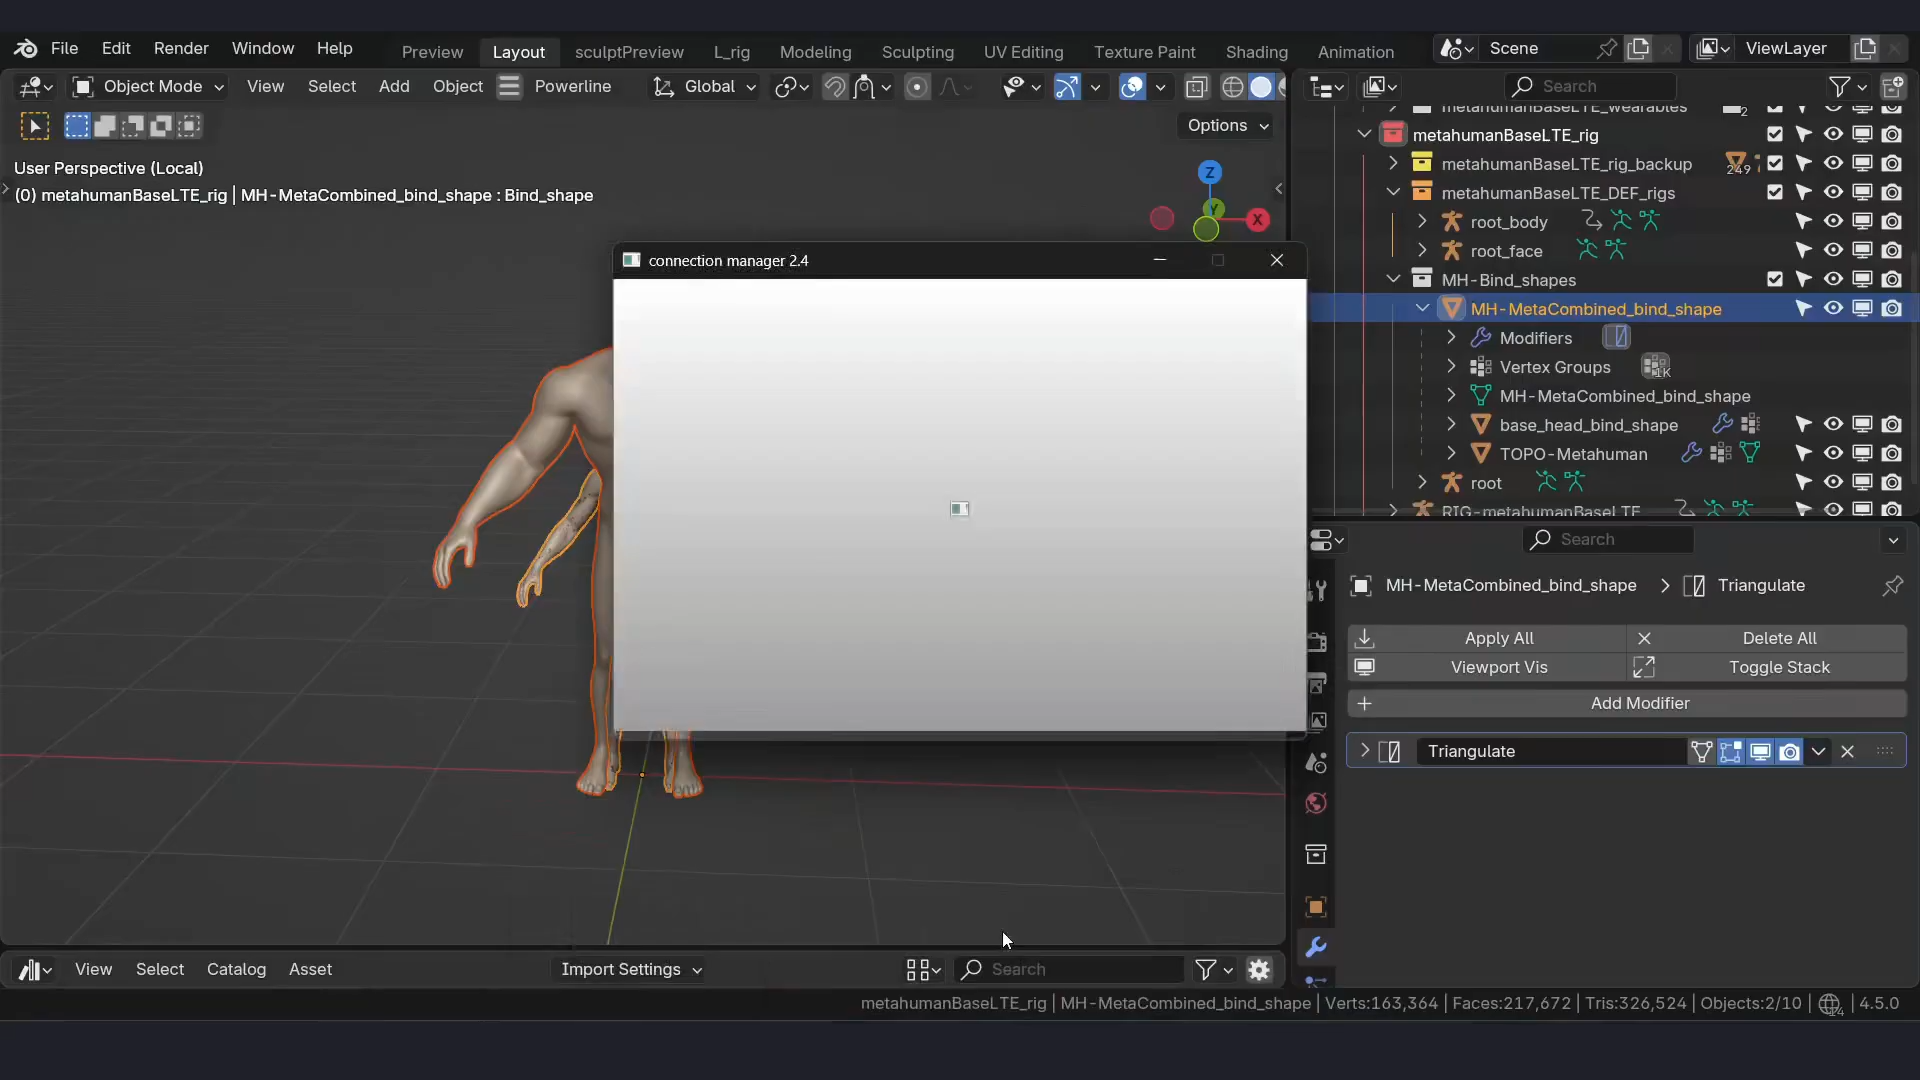 File Edit Render Window Help Preview Layout sculptPreview L_rig Modeling Sculpting UV Editing Texture Paint Shading Animation Scene ViewLayer
Object Mode View Select Add Object Powerline Global Search
Options
User Perspective (Local)
(0) metahumanBaseLTE_rig | MH-MetaCombined_bind_shape : Bind_shape
Z
Y
X
metahumanBaseLTE_wearables 2
metahumanBaseLTE_rig
metahumanBaseLTE_rig_backup 249
metahumanBaseLTE_DEF_rigs
root_body
root_face
MH-Bind_shapes
MH-MetaCombined_bind_shape
Modifiers
Vertex Groups 1K
MH-MetaCombined_bind_shape
base_head_bind_shape
TOPO-Metahuman
root
RIG-metahumanBaseLTE
connection manager 2.4
Search
MH-MetaCombined_bind_shape > Triangulate
Apply All Delete All
Viewport Vis Toggle Stack
Add Modifier
Triangulate
View Select Catalog Asset Import Settings Search
metahumanBaseLTE_rig | MH-MetaCombined_bind_shape | Verts:163,364 | Faces:217,672 | Tris:326,524 | Objects:2/10 | 14 | 4.5.0